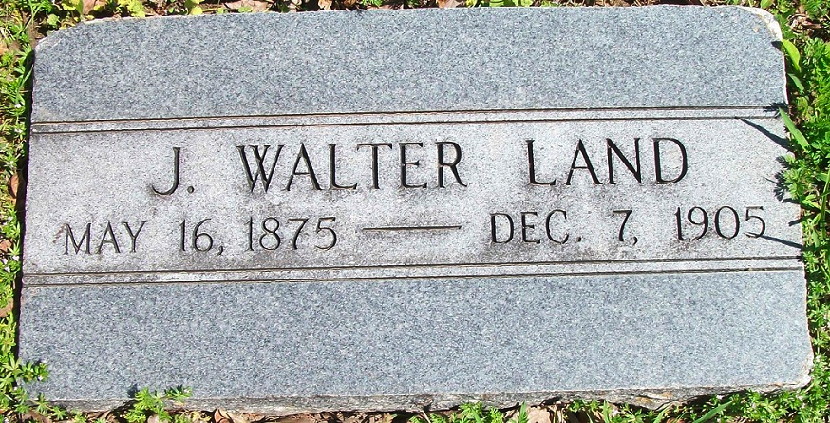 J. WALTER LAND
MAY 16, 1875 — DEC. 7, 1905